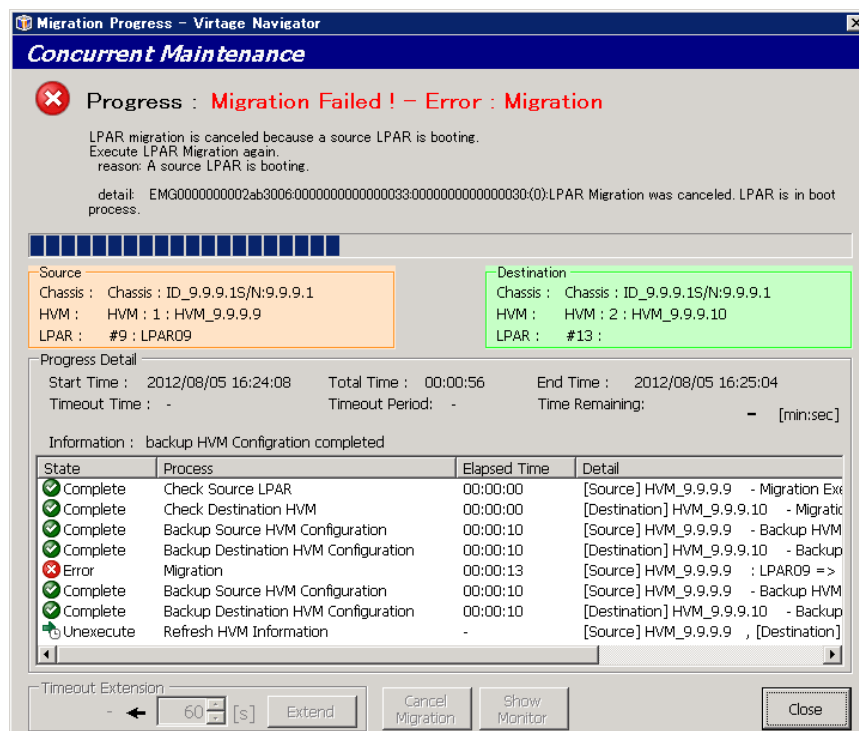 Migration Progress - Virtage Navigator
Concurrent Maintenance
Progress : Migration Failed ! - Error : Migration
LPAR migration is canceled because a source LPAR is booting.
Execute LPAR Migration again.
reason: A source LPAR is booting.
detail: EMG0000000002ab3006:0000000000000033:0000000000000030:(0):LPAR Migration was canceled. LPAR is in boot
process.
Source
Chassis : Chassis : ID_9.9.9.1S/N:9.9.9.1
HVM : HVM : 1 : HVM_9.9.9.9
LPAR : #9 : LPAR09
Destination
Chassis : Chassis : ID_9.9.9.1S/N:9.9.9.1
HVM : HVM : 2 : HVM_9.9.9.10
LPAR : #13 :
Progress Detail
Start Time : 2012/08/05 16:24:08 Total Time : 00:00:56 End Time : 2012/08/05 16:25:04
Timeout Time : - Timeout Period: - Time Remaining: - [min:sec]
Information : backup HVM Configration completed
State Process Elapsed Time Detail
Complete Check Source LPAR 00:00:00 [Source] HVM_9.9.9.9 - Migration Exe
Complete Check Destination HVM 00:00:00 [Destination] HVM_9.9.9.10 - Migratic
Complete Backup Source HVM Configuration 00:00:10 [Source] HVM_9.9.9.9 - Backup HVM
Complete Backup Destination HVM Configuration 00:00:10 [Destination] HVM_9.9.9.10 - Backup
Error Migration 00:00:13 [Source] HVM_9.9.9.9 : LPAR09 =>
Complete Backup Source HVM Configuration 00:00:10 [Source] HVM_9.9.9.9 - Backup HVM
Complete Backup Destination HVM Configuration 00:00:10 [Destination] HVM_9.9.9.10 - Backup
Unexecute Refresh HVM Information - [Source] HVM_9.9.9.9 , [Destination]
Timeout Extension
- 60 [s] Extend
Cancel
Migration
Show
Monitor
Close